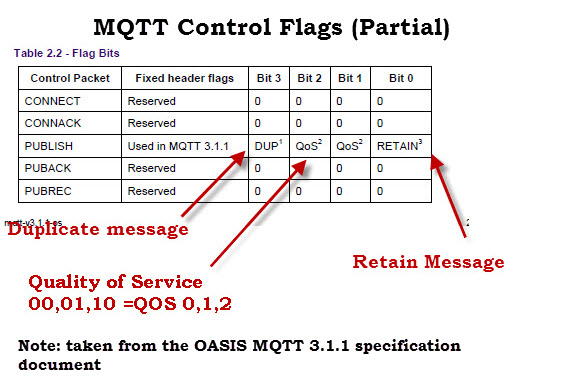 MQTT Control Flags (Partial)
Table 2.2 - Flag Bits
Control Packet Fixed header flags Bit 3 Bit 2 Bit 1 Bit 0
CONNECT Reserved 0 0 0 0
CONNACK Reserved 0 0 0 0
PUBLISH Used in MQTT 3.1.1 DUP¹ QoS² QoS² RETAIN³
PUBACK Reserved 0 0 0 0
PUBREC Reserved 0 0 0 0
Duplicate message
Quality of Service
00,01,10 =QOS 0,1,2
Retain Message
Note: taken from the OASIS MQTT 3.1.1 specification
document